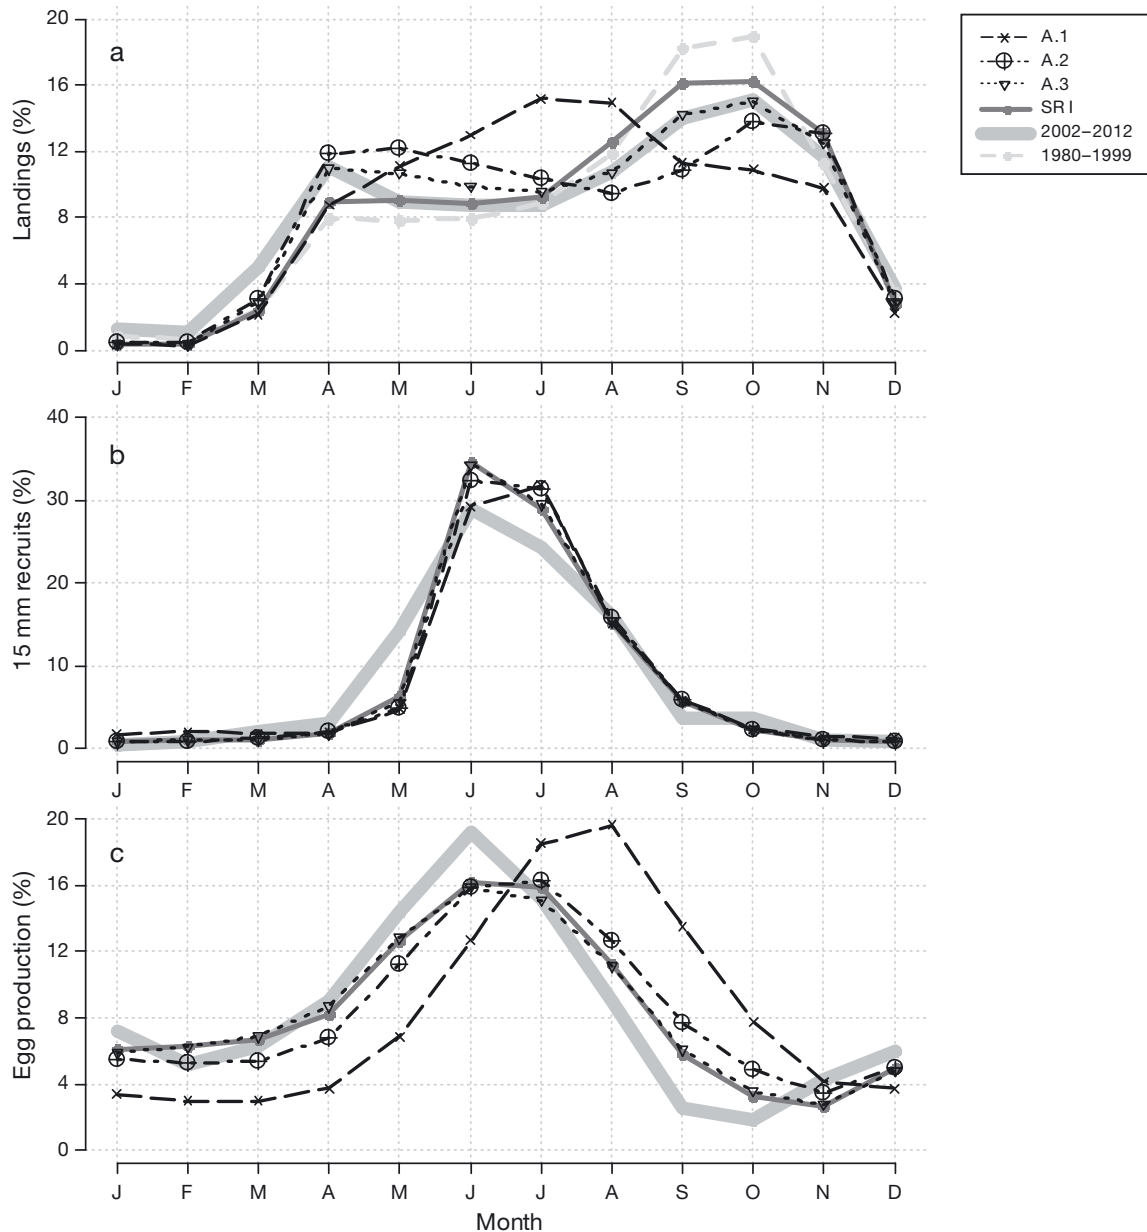 a
Landings (%)
20
16
12
8
4
0
J F M A M J J A S O N D
A.1
A.2
A.3
SR I
2002–2012
1980–1999
b
15 mm recruits (%)
40
30
20
10
0
J F M A M J J A S O N D
c
Egg production (%)
20
16
12
8
4
0
J F M A M J J A S O N D
Month